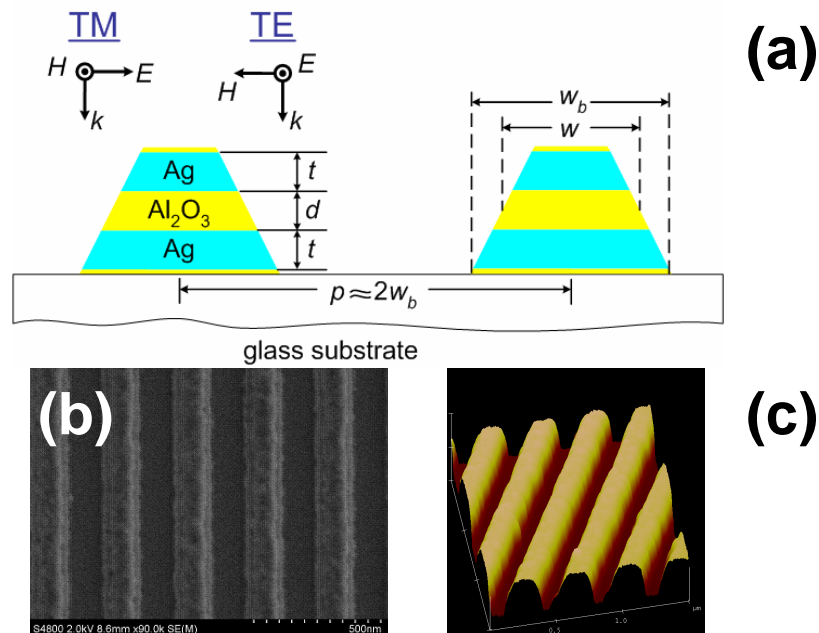 TM
TE
(a)
H
E
k
H
E
k
w_b
w
Ag
t
Al₂O₃
d
Ag
t
p≈2w_b
glass substrate
(b)
(c)
S4800 2.0kV 8.6mm x90.0k SE(M)
500nm
0.5
1.0
μm